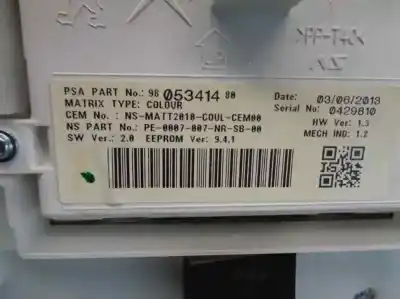 >PP-T40<
PSA PART No.: 98 053414 80
MATRIX TYPE: COLOUR
CEM No.: NS-MATT2010-COUL-CEM00
NS PART No.: PE-0007-007-NR-SB-00
SW Ver.: 2.0 EEPROM Ver: 9.4.1
Date: 03/06/2013
Serial No: 0429810
HW Ver: 1.3
MECH IND: 1.2